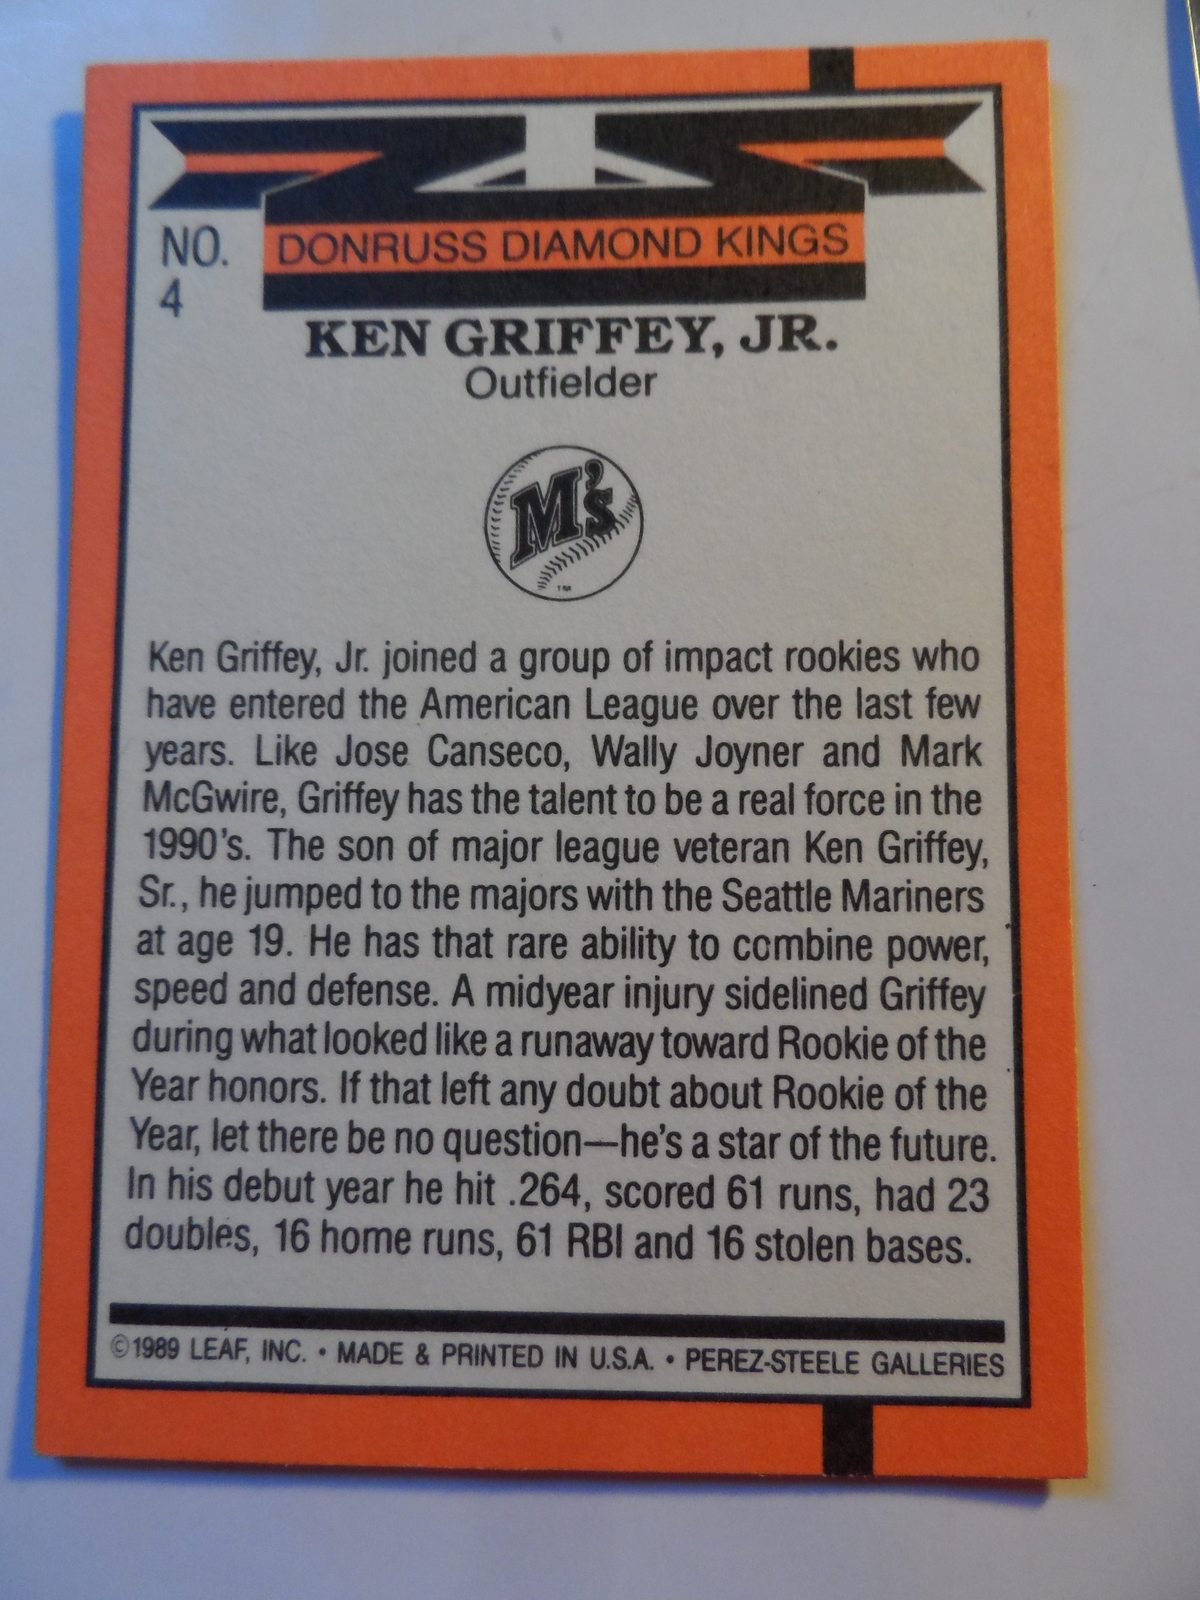 NO.
4
DONRUSS DIAMOND KINGS
KEN GRIFFEY, JR.
Outfielder
M's
TM
Ken Griffey, Jr. joined a group of impact rookies who
have entered the American League over the last few
years. Like Jose Canseco, Wally Joyner and Mark
McGwire, Griffey has the talent to be a real force in the
1990's. The son of major league veteran Ken Griffey,
Sr., he jumped to the majors with the Seattle Mariners
at age 19. He has that rare ability to combine power,
speed and defense. A midyear injury sidelined Griffey
during what looked like a runaway toward Rookie of the
Year honors. If that left any doubt about Rookie of the
Year, let there be no question—he's a star of the future.
In his debut year he hit .264, scored 61 runs, had 23
doubles, 16 home runs, 61 RBI and 16 stolen bases.
©1989 LEAF, INC. • MADE & PRINTED IN U.S.A. • PEREZ-STEELE GALLERIES